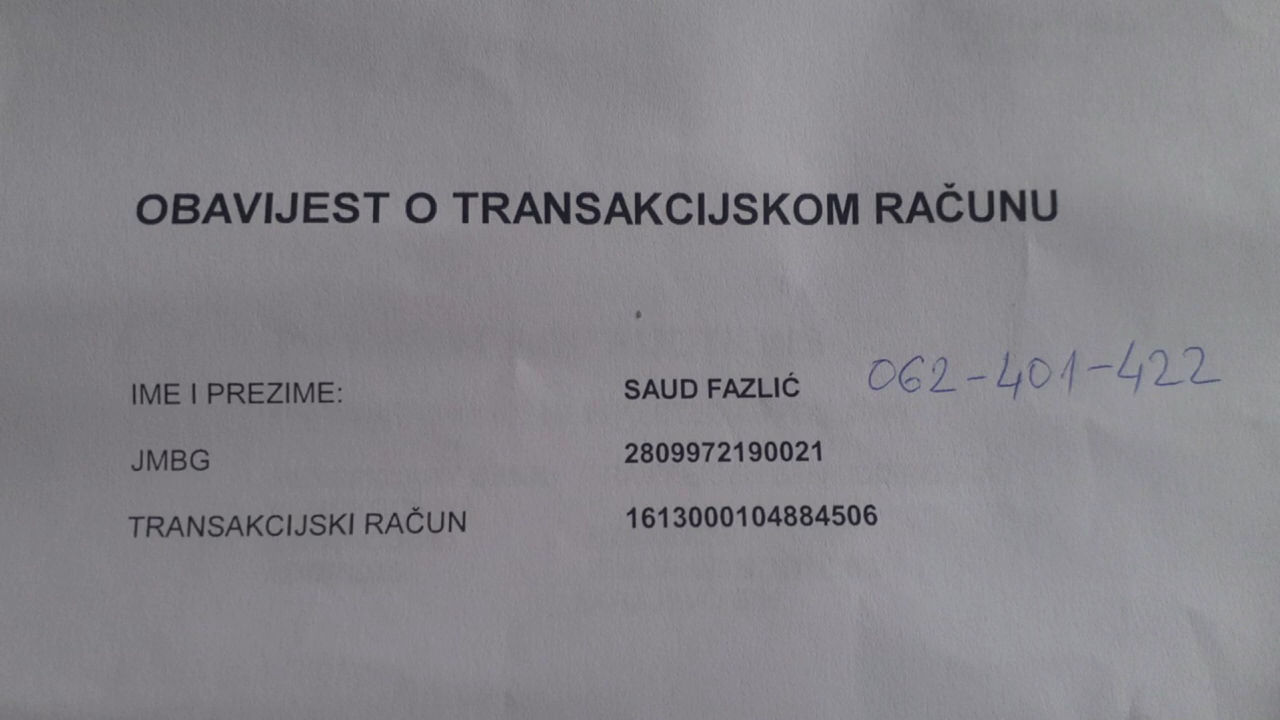 OBAVIJEST O TRANSAKCIJSKOM RAČUNU
IME I PREZIME: SAUD FAZLIĆ 062-401-422
JMBG 2809972190021
TRANSAKCIJSKI RAČUN 1613000104884506